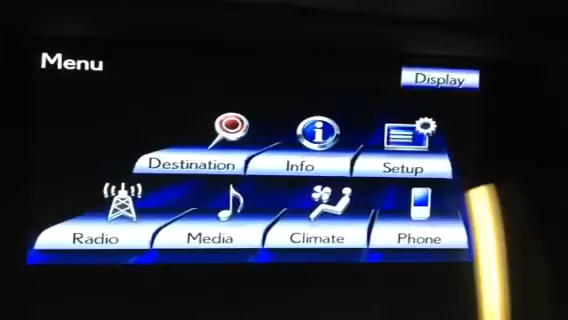 Menu
Display
Destination Info Setup
Radio Media Climate Phone